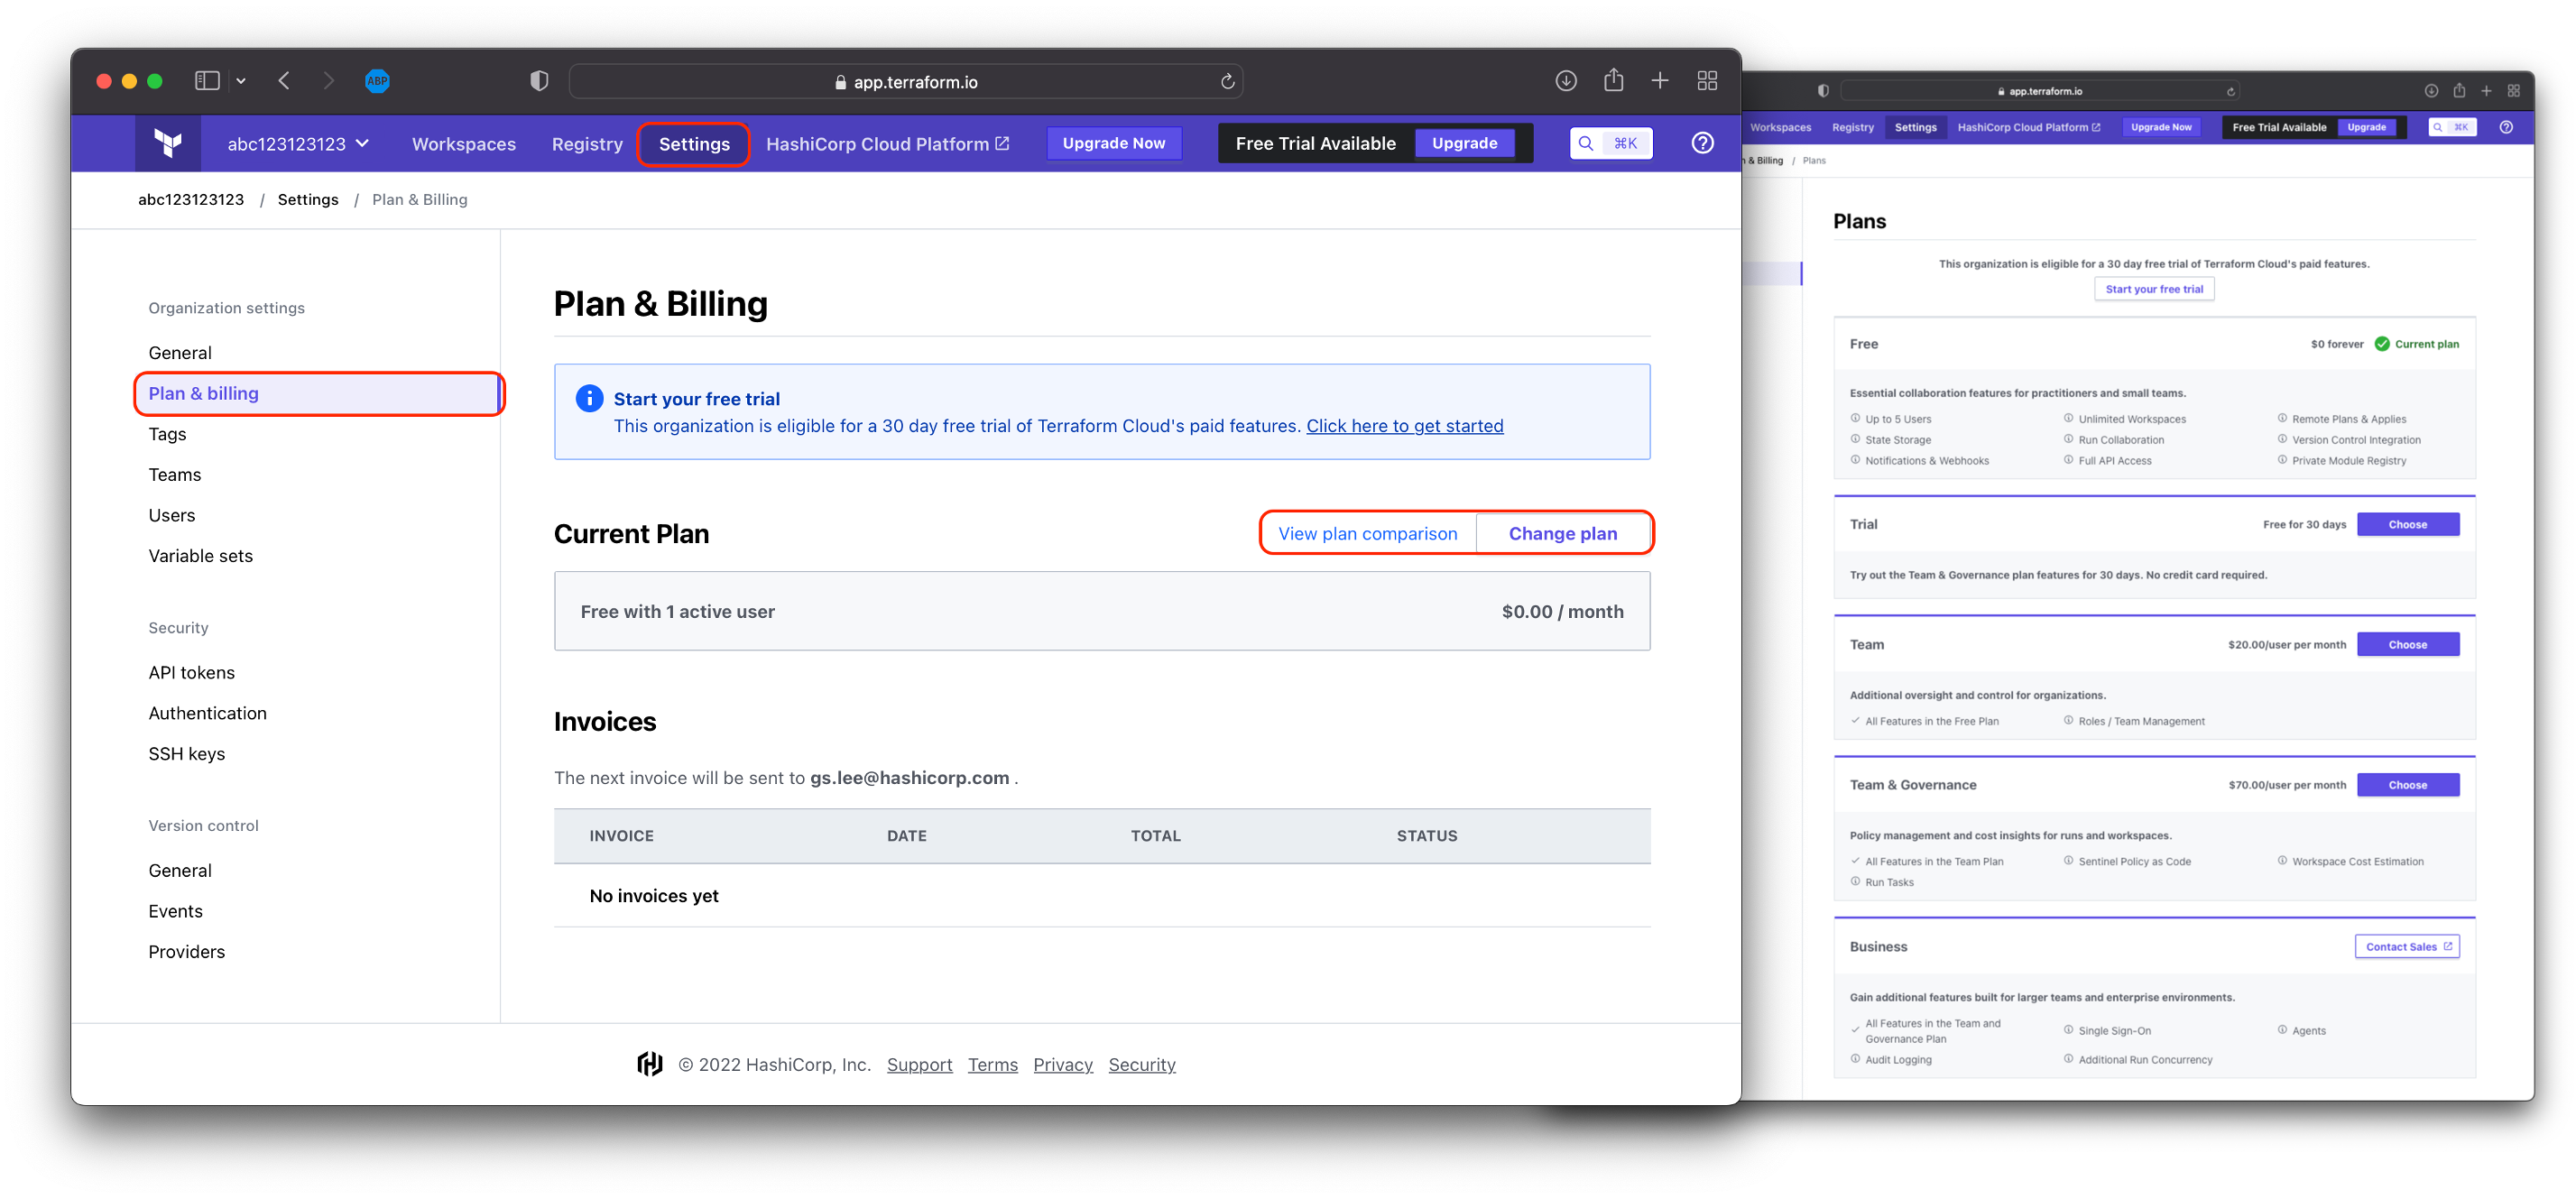 ABP
app.terraform.io
abc123123123 Workspaces Registry Settings HashiCorp Cloud Platform Upgrade Now Free Trial Available Upgrade ⌘K
abc123123123 / Settings / Plan & Billing
Organization settings
General
Plan & billing
Tags
Teams
Users
Variable sets
Security
API tokens
Authentication
SSH keys
Version control
General
Events
Providers
Plan & Billing
Start your free trial
This organization is eligible for a 30 day free trial of Terraform Cloud's paid features. Click here to get started
Current Plan View plan comparison Change plan
Free with 1 active user $0.00 / month
Invoices
The next invoice will be sent to gs.lee@hashicorp.com .
INVOICE DATE TOTAL STATUS
No invoices yet
© 2022 HashiCorp, Inc. Support Terms Privacy Security
app.terraform.io
Workspaces Registry Settings HashiCorp Cloud Platform Upgrade Now Free Trial Available Upgrade ⌘K
& Billing / Plans
Plans
This organization is eligible for a 30 day free trial of Terraform Cloud's paid features.
Start your free trial
Free $0 forever Current plan
Essential collaboration features for practitioners and small teams.
Up to 5 Users Unlimited Workspaces Remote Plans & Applies
State Storage Run Collaboration Version Control Integration
Notifications & Webhooks Full API Access Private Module Registry
Trial Free for 30 days Choose
Try out the Team & Governance plan features for 30 days. No credit card required.
Team $20.00/user per month Choose
Additional oversight and control for organizations.
All Features in the Free Plan Roles / Team Management
Team & Governance $70.00/user per month Choose
Policy management and cost insights for runs and workspaces.
All Features in the Team Plan Sentinel Policy as Code Workspace Cost Estimation
Run Tasks
Business Contact Sales
Gain additional features built for larger teams and enterprise environments.
All Features in the Team and
Governance Plan Single Sign-On Agents
Audit Logging Additional Run Concurrency